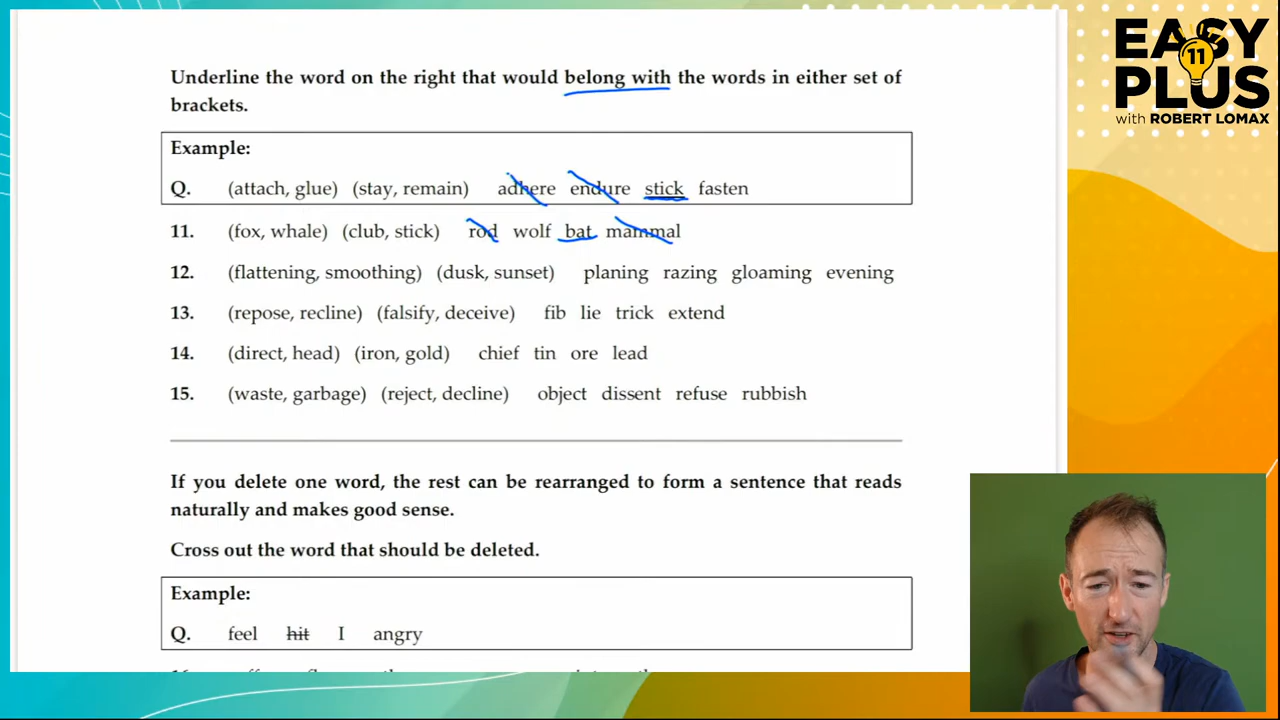 EASY
11
PLUS
with ROBERT LOMAX
Underline the word on the right that would belong with the words in either set of
brackets.
Example:
Q. (attach, glue) (stay, remain) adhere endure stick fasten
11. (fox, whale) (club, stick) rod wolf bat mammal
12. (flattening, smoothing) (dusk, sunset) planing razing gloaming evening
13. (repose, recline) (falsify, deceive) fib lie trick extend
14. (direct, head) (iron, gold) chief tin ore lead
15. (waste, garbage) (reject, decline) object dissent refuse rubbish
If you delete one word, the rest can be rearranged to form a sentence that reads
naturally and makes good sense.
Cross out the word that should be deleted.
Example:
Q. feel hit I angry